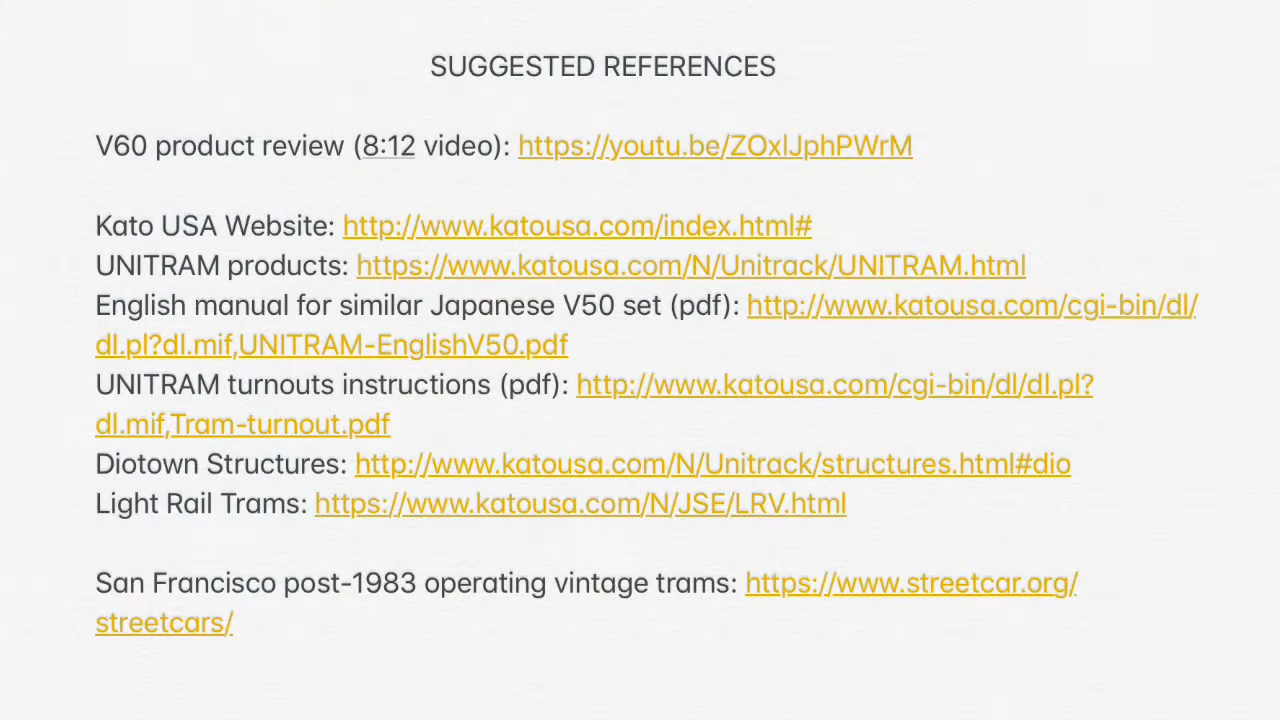 SUGGESTED REFERENCES
V60 product review (8:12 video): https://youtu.be/ZOxlJphPWrM
Kato USA Website: http://www.katousa.com/index.html#
UNITRAM products: https://www.katousa.com/N/Unitrack/UNITRAM.html
English manual for similar Japanese V50 set (pdf): http://www.katousa.com/cgi-bin/dl/
dl.pl?dl.mif,UNITRAM-EnglishV50.pdf
UNITRAM turnouts instructions (pdf): http://www.katousa.com/cgi-bin/dl/dl.pl?
dl.mif,Tram-turnout.pdf
Diotown Structures: http://www.katousa.com/N/Unitrack/structures.html#dio
Light Rail Trams: https://www.katousa.com/N/JSE/LRV.html
San Francisco post-1983 operating vintage trams: https://www.streetcar.org/
streetcars/